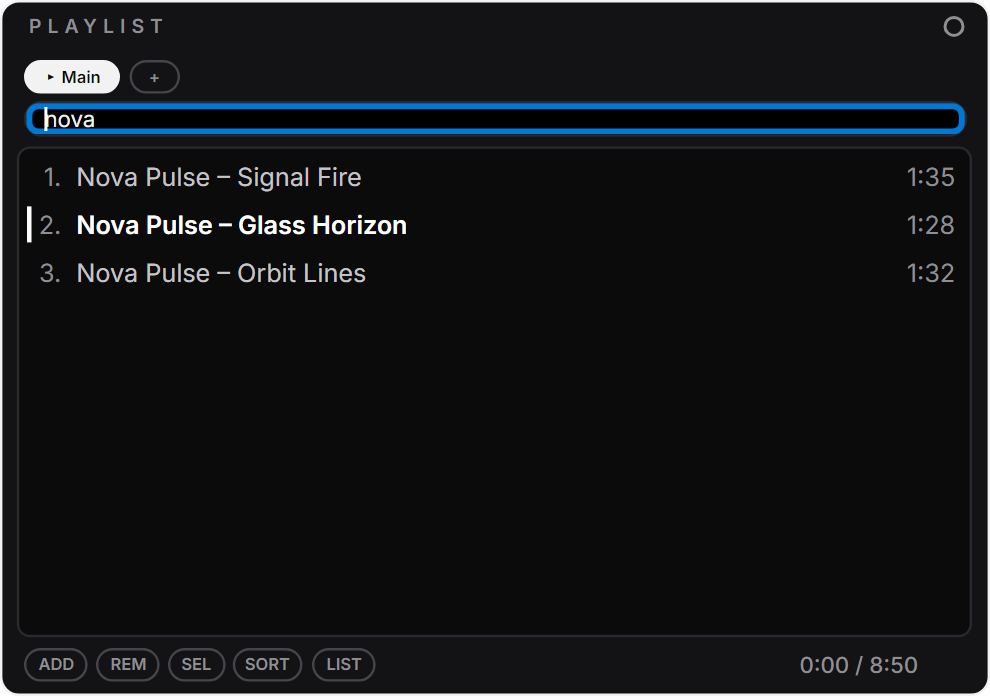 PLAYLIST
▸ Main +
nova
1. Nova Pulse – Signal Fire 1:35
2. Nova Pulse – Glass Horizon 1:28
3. Nova Pulse – Orbit Lines 1:32
ADD REM SEL SORT LIST 0:00 / 8:50